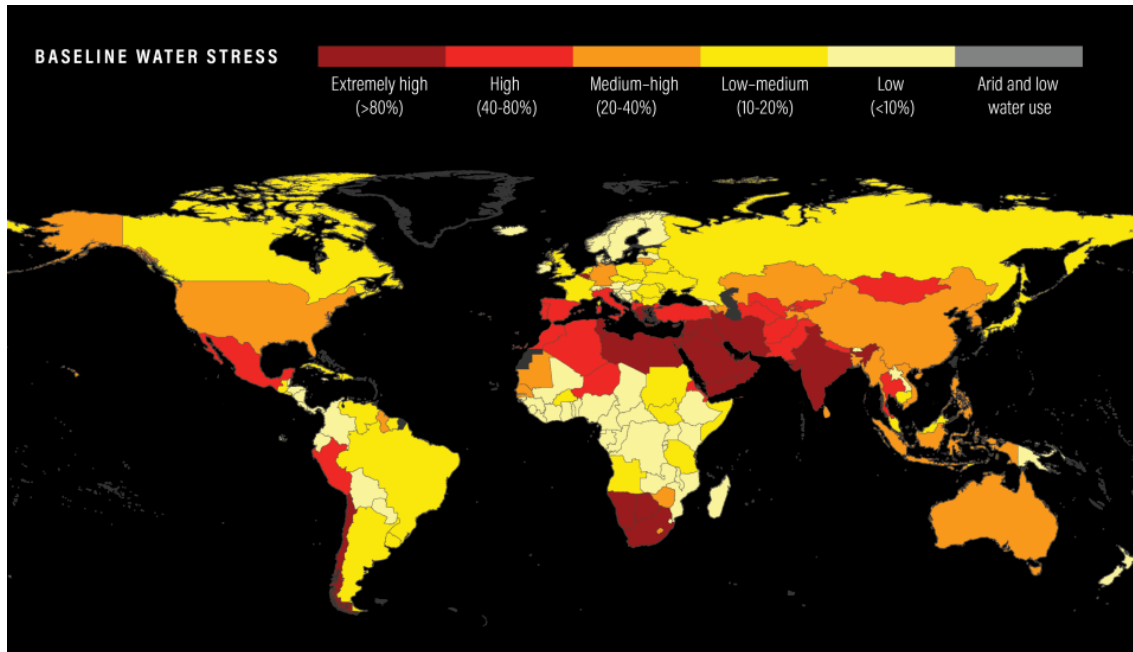 BASELINE WATER STRESS
Extremely high
(>80%)
High
(40-80%)
Medium–high
(20-40%)
Low–medium
(10-20%)
Low
(<10%)
Arid and low
water use